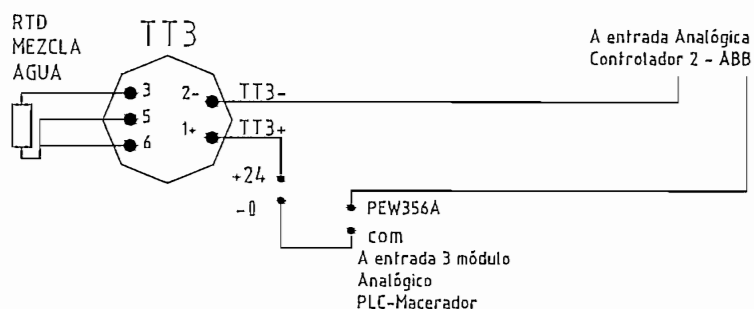 RTD
MEZCLA
AGUA
TT3
3
5
6
2-
1+
TT3-
TT3+
+24
-0
A entrada Analógica
Controlador 2 - ABB
PEW356A
com
A entrada 3 módulo
Analógico
PLC-Macerador